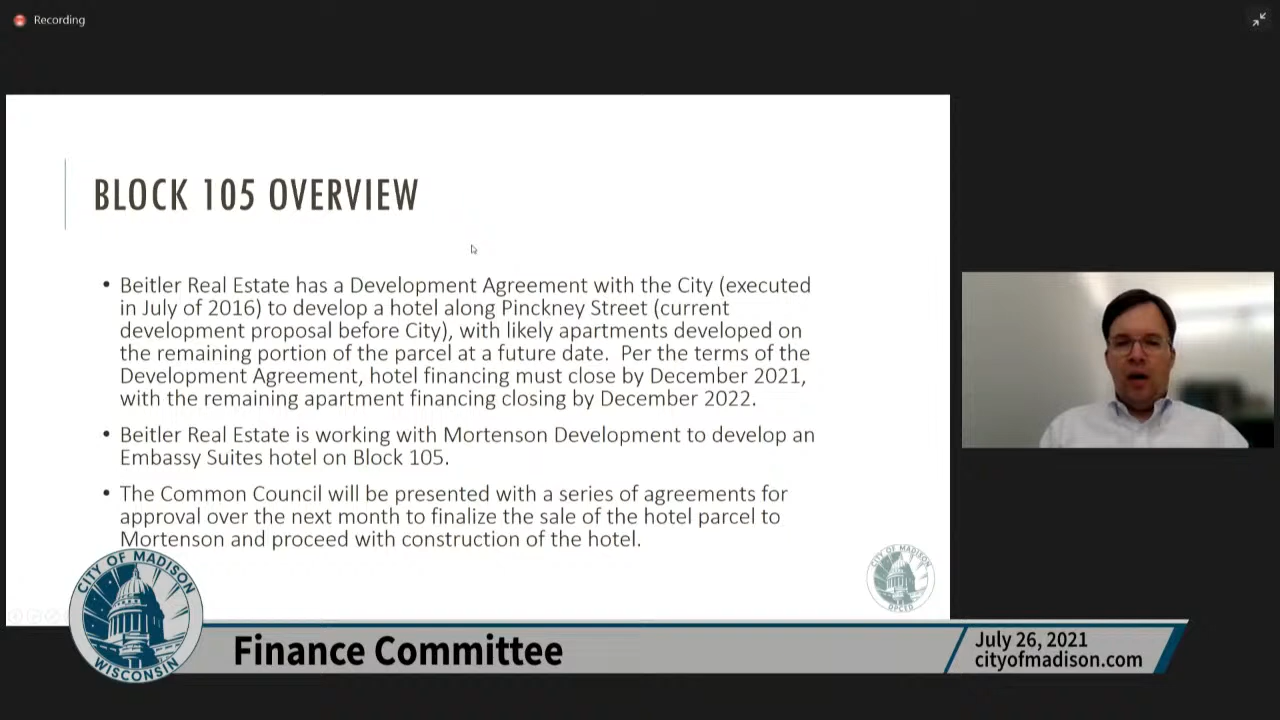 Recording
BLOCK 105 OVERVIEW
• Beitler Real Estate has a Development Agreement with the City (executed
in July of 2016) to develop a hotel along Pinckney Street (current
development proposal before City), with likely apartments developed on
the remaining portion of the parcel at a future date.  Per the terms of the
Development Agreement, hotel financing must close by December 2021,
with the remaining apartment financing closing by December 2022.
• Beitler Real Estate is working with Mortenson Development to develop an
Embassy Suites hotel on Block 105.
• The Common Council will be presented with a series of agreements for
approval over the next month to finalize the sale of the hotel parcel to
Mortenson and proceed with construction of the hotel.
CITY OF MADISON
DPCED
CITY OF MADISON
WISCONSIN
Finance Committee
July 26, 2021
cityofmadison.com